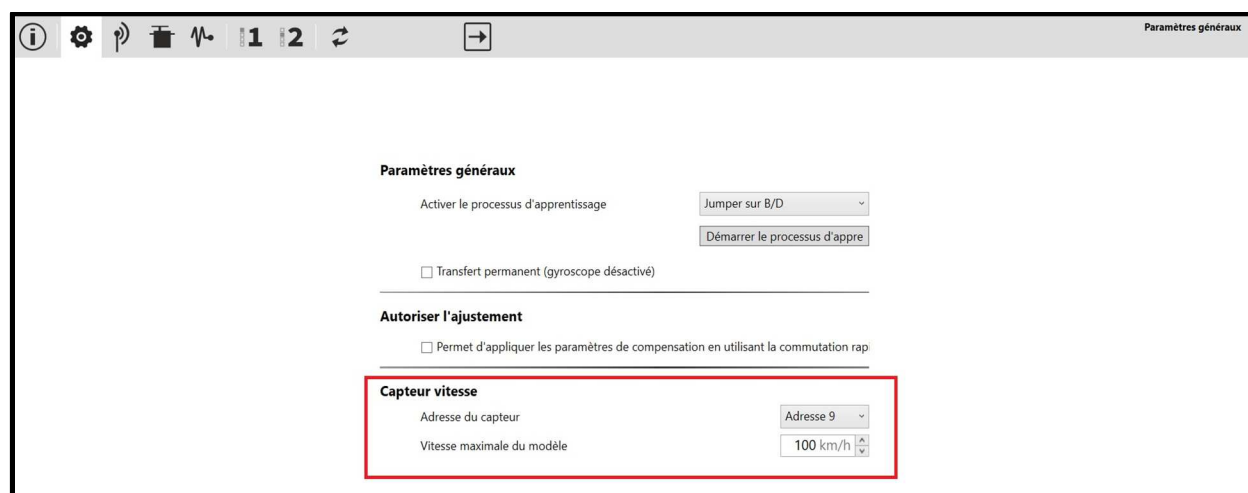 1 2 Paramètres généraux
Paramètres généraux
Activer le processus d'apprentissage Jumper sur B/D
Démarrer le processus d'appre
Transfert permanent (gyroscope désactivé)
Autoriser l'ajustement
Permet d'appliquer les paramètres de compensation en utilisant la commutation rap
Capteur vitesse
Adresse du capteur Adresse 9
Vitesse maximale du modèle 100 km/h